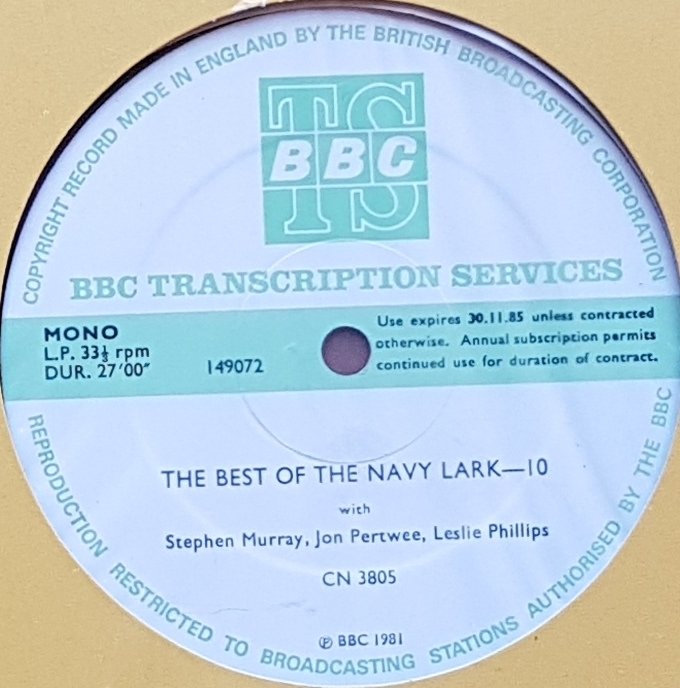 COPYRIGHT RECORD MADE IN ENGLAND BY THE BRITISH BROADCASTING CORPORATION
TS
BBC
BBC TRANSCRIPTION SERVICES
MONO
L.P. 33⅓ rpm
DUR. 27'00"
149072
Use expires 30.11.85 unless contracted
otherwise. Annual subscription permits
continued use for duration of contract.
THE BEST OF THE NAVY LARK—10
with
Stephen Murray, Jon Pertwee, Leslie Phillips
CN 3805
℗ BBC 1981
REPRODUCTION RESTRICTED TO BROADCASTING STATIONS AUTHORISED BY THE BBC